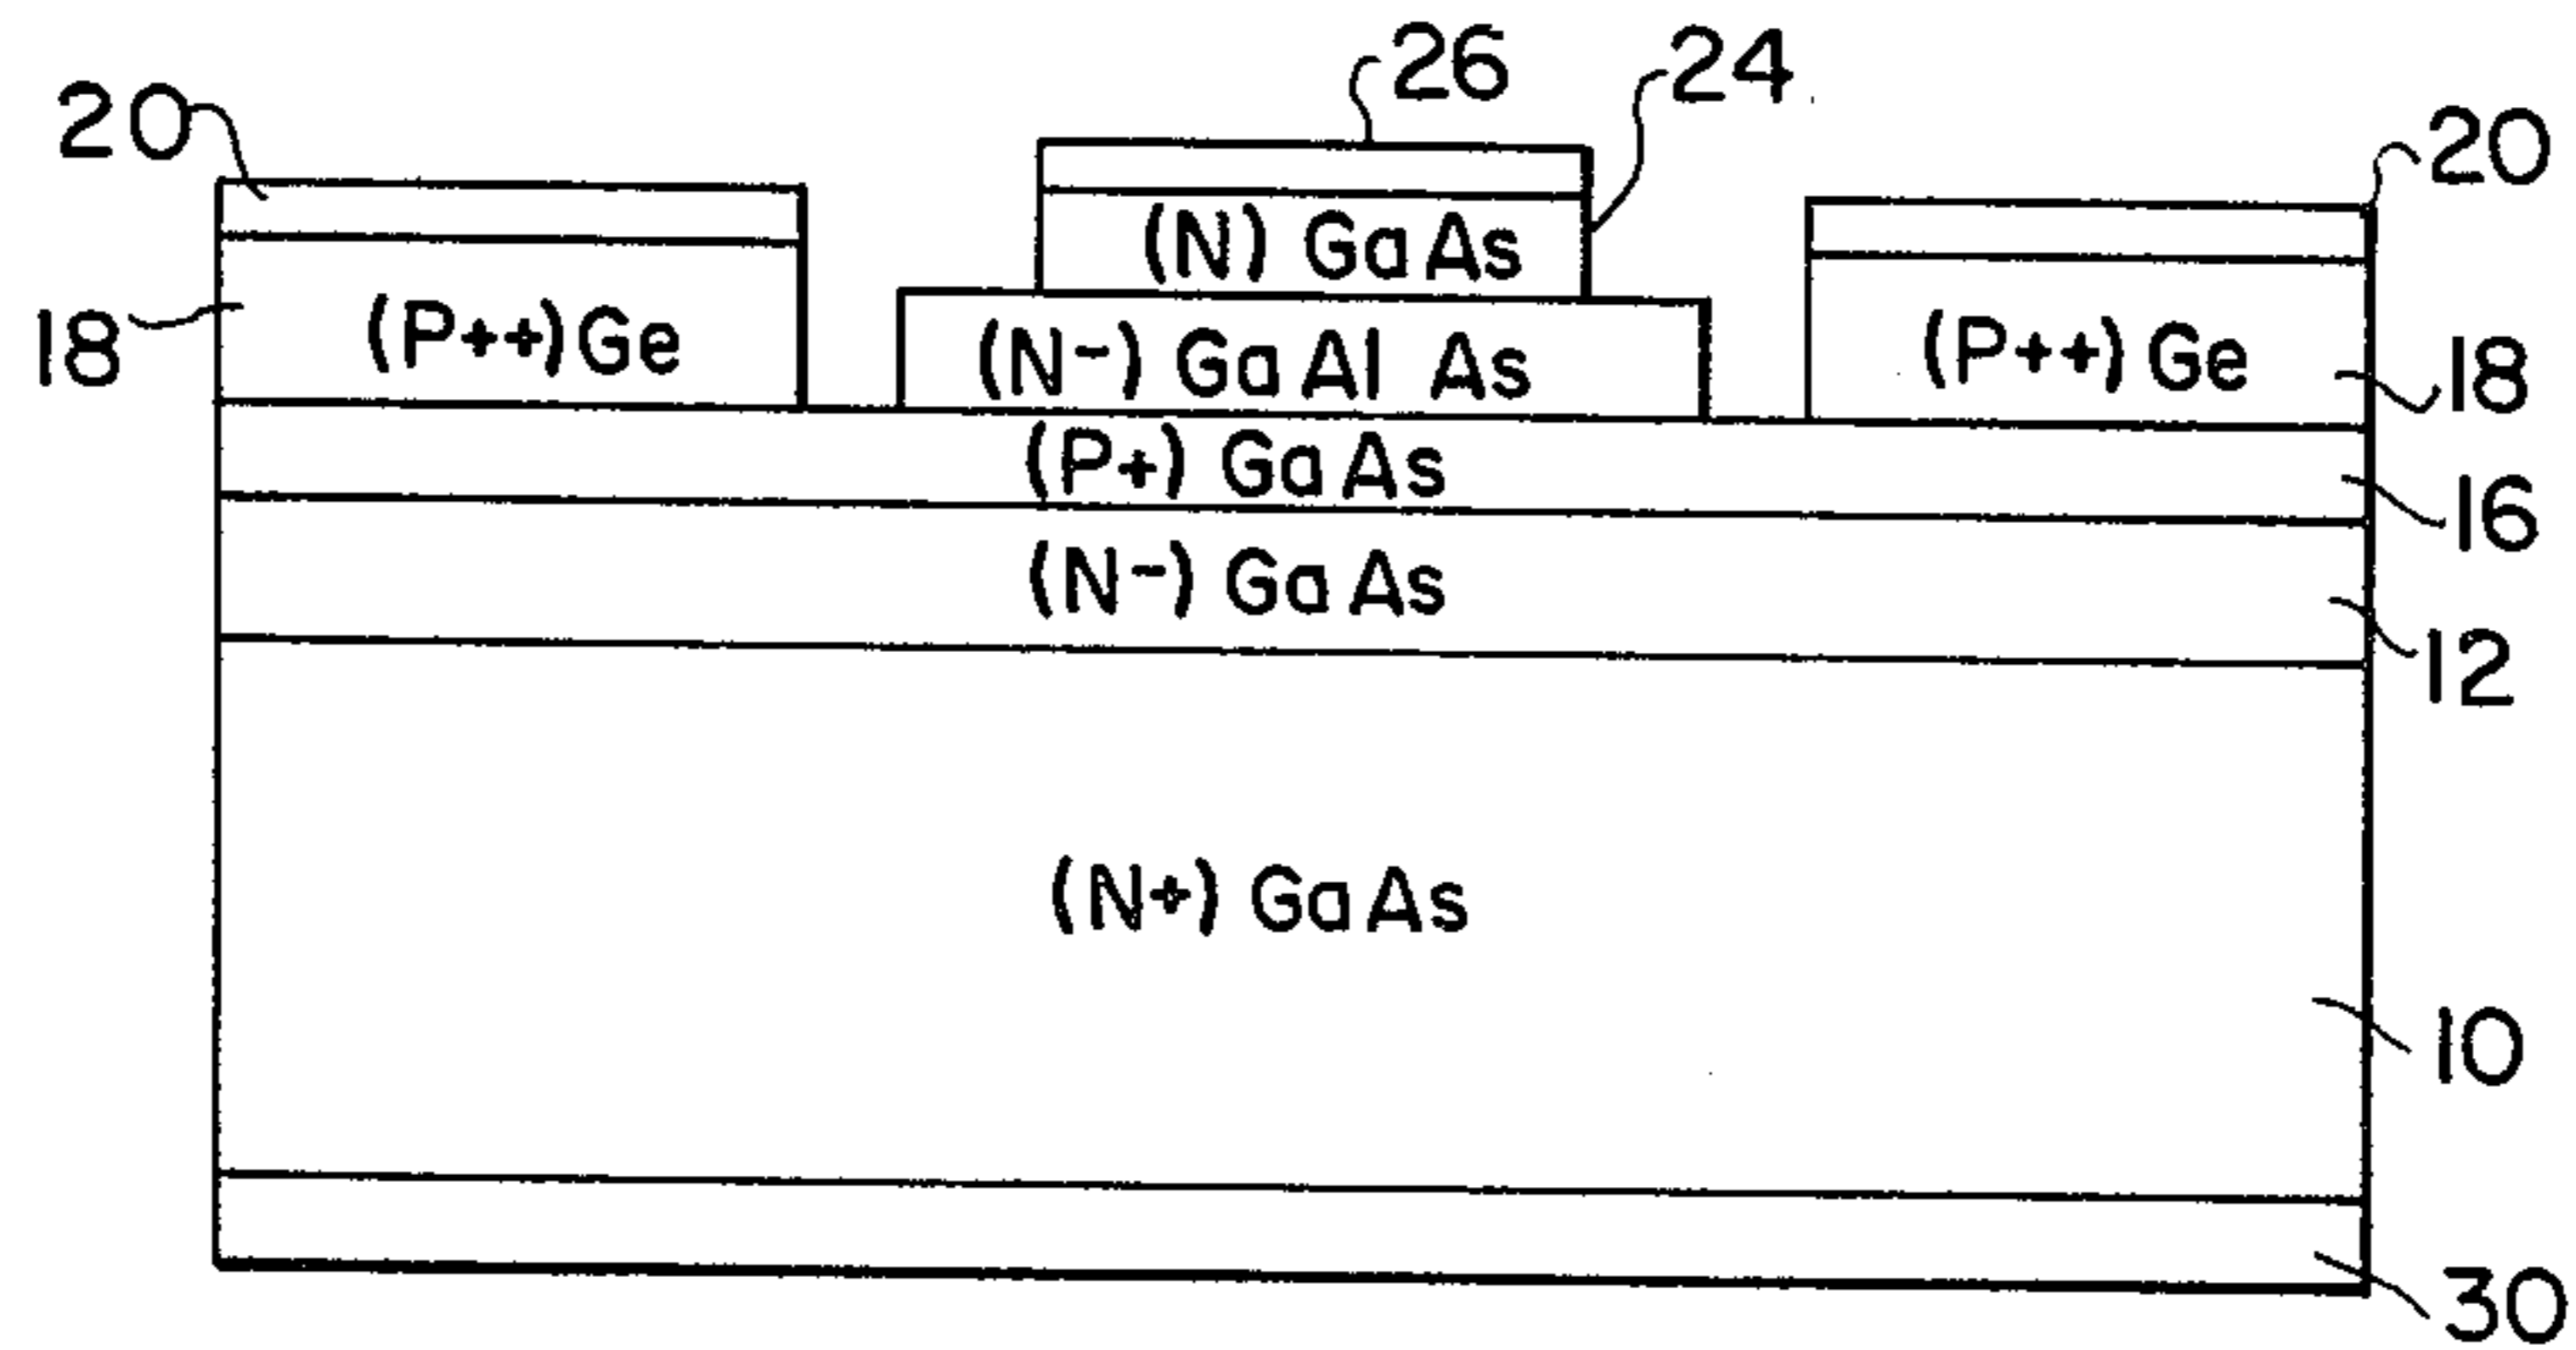 26
24
20
20
(N) GaAs
18
(P++) Ge
(N-) GaAl As
(P++) Ge
18
(P+) GaAs
16
(N-) GaAs
12
(N+) GaAs
10
30